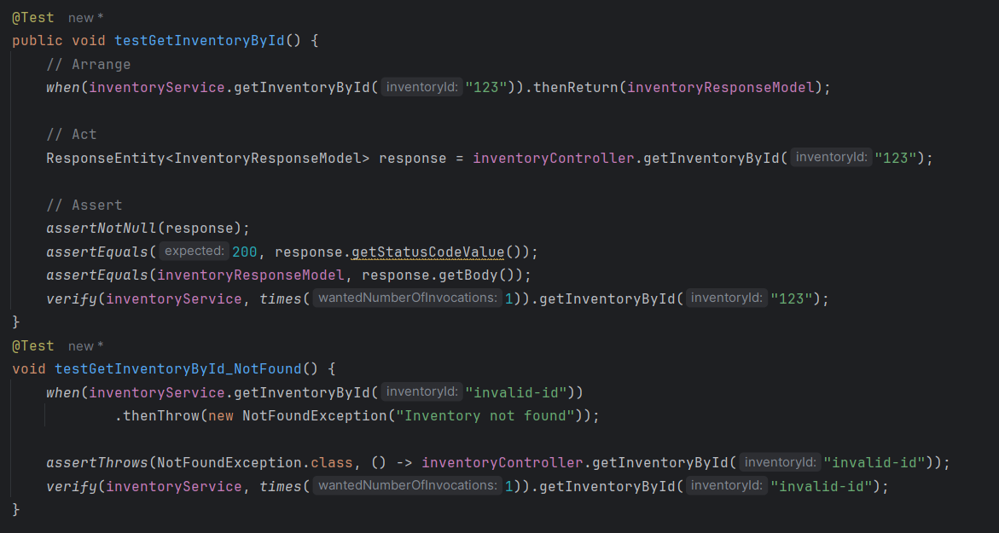 @Test new *
public void testGetInventoryById() {
// Arrange
when(inventoryService.getInventoryById( inventoryId: "123")).thenReturn(inventoryResponseModel);
// Act
ResponseEntity<InventoryResponseModel> response = inventoryController.getInventoryById( inventoryId: "123");
// Assert
assertNotNull(response);
assertEquals( expected: 200, response.getStatusCodeValue());
assertEquals(inventoryResponseModel, response.getBody());
verify(inventoryService, times( wantedNumberOfInvocations: 1)).getInventoryById( inventoryId: "123");
}
@Test new *
void testGetInventoryById_NotFound() {
when(inventoryService.getInventoryById( inventoryId: "invalid-id"))
.thenThrow(new NotFoundException("Inventory not found"));
assertThrows(NotFoundException.class, () -> inventoryController.getInventoryById( inventoryId: "invalid-id"));
verify(inventoryService, times( wantedNumberOfInvocations: 1)).getInventoryById( inventoryId: "invalid-id");
}